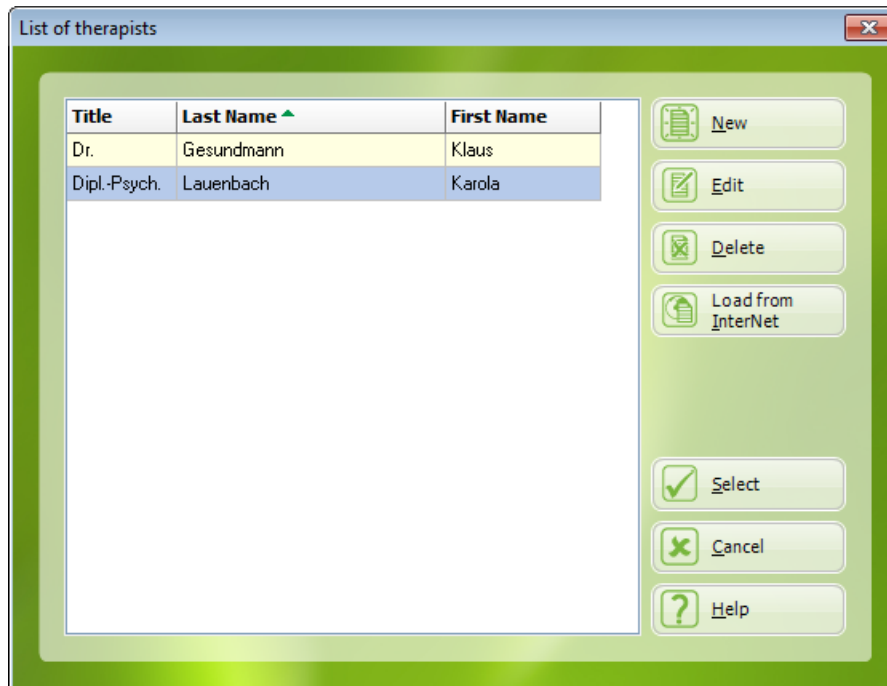 List of therapists
Title Last Name First Name
Dr. Gesundmann Klaus
Dipl.-Psych. Lauenbach Karola
New
Edit
Delete
Load from
InterNet
Select
Cancel
Help